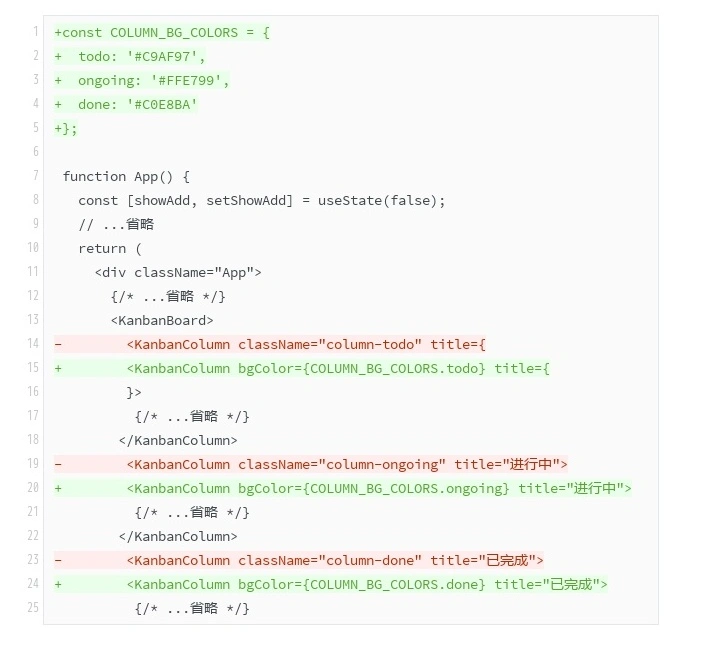 1 +const COLUMN_BG_COLORS = {
2 +  todo: '#C9AF97',
3 +  ongoing: '#FFE799',
4 +  done: '#C0E8BA'
5 +};
6
7  function App() {
8    const [showAdd, setShowAdd] = useState(false);
9    // ...省略
10    return (
11      <div className="App">
12        {/* ...省略 */}
13        <KanbanBoard>
14 -        <KanbanColumn className="column-todo" title={
15 +        <KanbanColumn bgColor={COLUMN_BG_COLORS.todo} title={
16          }>
17           {/* ...省略 */}
18         </KanbanColumn>
19 -        <KanbanColumn className="column-ongoing" title="进行中">
20 +        <KanbanColumn bgColor={COLUMN_BG_COLORS.ongoing} title="进行中">
21           {/* ...省略 */}
22         </KanbanColumn>
23 -        <KanbanColumn className="column-done" title="已完成">
24 +        <KanbanColumn bgColor={COLUMN_BG_COLORS.done} title="已完成">
25           {/* ...省略 */}